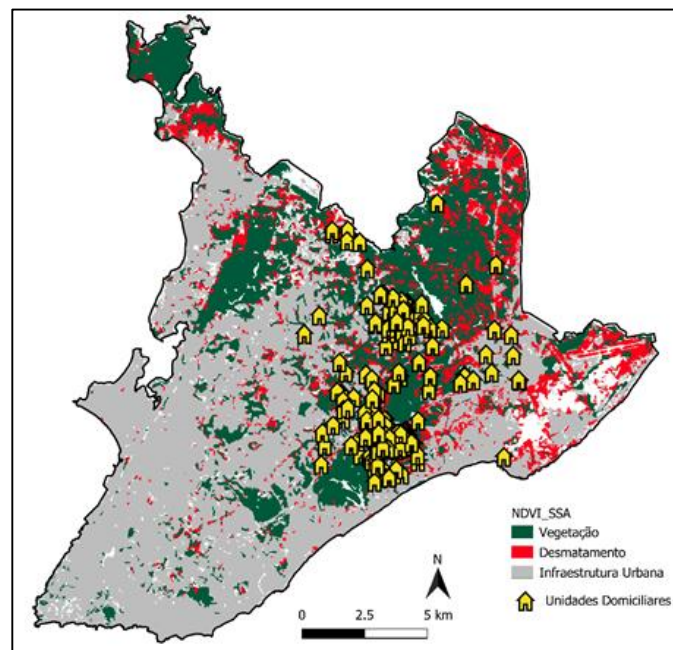 NDVI_SSA
Vegetação
Desmatamento
Infraestrutura Urbana
Unidades Domiciliares
N
0 2.5 5 km